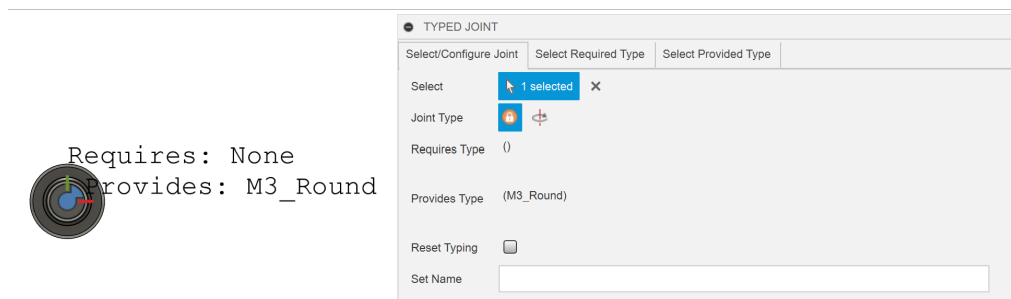 Requires: None
Provides: M3_Round
TYPED JOINT
Select/Configure Joint Select Required Type Select Provided Type
Select 1 selected
Joint Type
Requires Type ()
Provides Type (M3_Round)
Reset Typing
Set Name